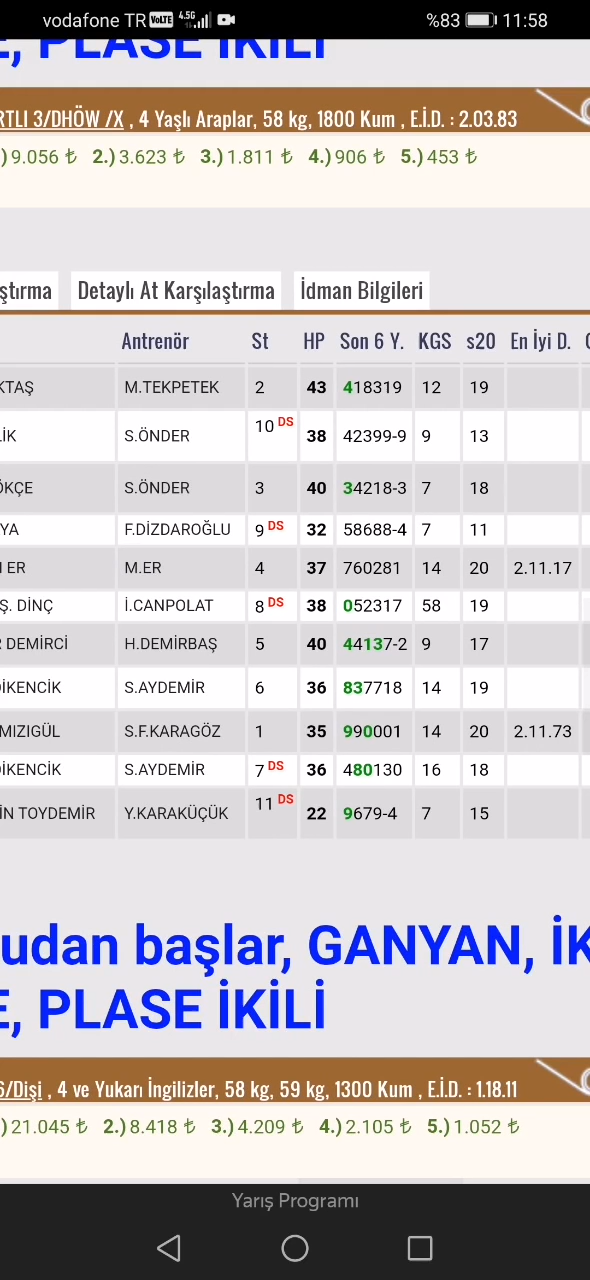 vodafone TR VoLTE 4.5G %83 11:58
E, PLASE İKİLİ
RTLI 3/DHÖW /X , 4 Yaşlı Araplar, 58 kg, 1800 Kum , E.İ.D. : 2.03.83
)9.056 ₺ 2.)3.623 ₺ 3.)1.811 ₺ 4.)906 ₺ 5.)453 ₺
ştırma Detaylı At Karşılaştırma İdman Bilgileri
Antrenör St HP Son 6 Y. KGS s20 En İyi D.
KTAŞ M.TEKPETEK 2 43 418319 12 19
LİK S.ÖNDER 10 DS 38 42399-9 9 13
ÖKÇE S.ÖNDER 3 40 34218-3 7 18
YA F.DİZDAROĞLU 9 DS 32 58688-4 7 11
ER M.ER 4 37 760281 14 20 2.11.17
Ş. DİNÇ İ.CANPOLAT 8 DS 38 052317 58 19
R DEMİRCİ H.DEMİRBAŞ 5 40 44137-2 9 17
DİKENCİK S.AYDEMİR 6 36 837718 14 19
MIZIGÜL S.F.KARAGÖZ 1 35 990001 14 20 2.11.73
DİKENCİK S.AYDEMİR 7 DS 36 480130 16 18
İN TOYDEMİR Y.KARAKÜÇÜK 11 DS 22 9679-4 7 15
udan başlar, GANYAN, İK
E, PLASE İKİLİ
6/Dişi , 4 ve Yukarı İngilizler, 58 kg, 59 kg, 1300 Kum , E.İ.D. : 1.18.11
)21.045 ₺ 2.)8.418 ₺ 3.)4.209 ₺ 4.)2.105 ₺ 5.)1.052 ₺
Yarış Programı